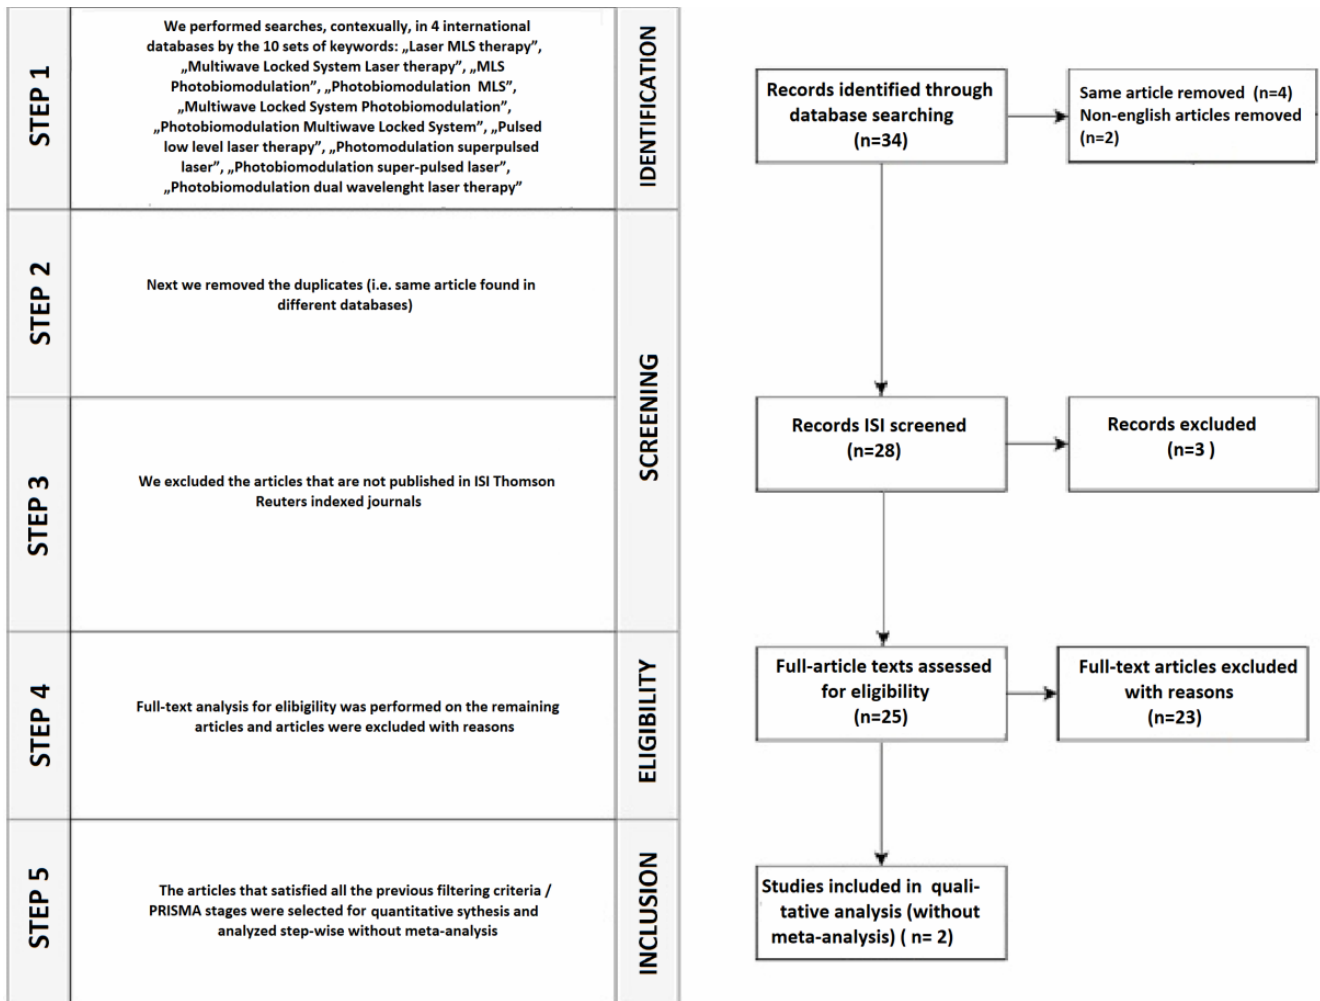 STEP 1
We performed searches, contexually, in 4 international
databases by the 10 sets of keywords: „Laser MLS therapy”,
„Multiwave Locked System Laser therapy”, „MLS
Photobiomodulation”, „Photobiomodulation MLS”,
„Multiwave Locked System Photobiomodulation”,
„Photobiomodulation Multiwave Locked System”, „Pulsed
low level laser therapy”, „Photomodulation superpulsed
laser”, „Photobiomodulation super-pulsed laser”,
„Photobiomodulation dual wavelenght laser therapy”
IDENTIFICATION
Records identified through
database searching
(n=34)
Same article removed (n=4)
Non-english articles removed
(n=2)
STEP 2
Next we removed the duplicates (i.e. same article found in
different databases)
SCREENING
STEP 3
We excluded the articles that are not published in ISI Thomson
Reuters indexed journals
Records ISI screened
(n=28)
Records excluded
(n=3 )
STEP 4
Full-text analysis for elibigility was performed on the remaining
articles and articles were excluded with reasons
ELIGIBILITY
Full-article texts assessed
for eligibility
(n=25)
Full-text articles excluded
with reasons
(n=23)
STEP 5
The articles that satisfied all the previous filtering criteria /
PRISMA stages were selected for quantitative sythesis and
analyzed step-wise without meta-analysis
INCLUSION
Studies included in quali-
tative analysis (without
meta-analysis) ( n= 2)